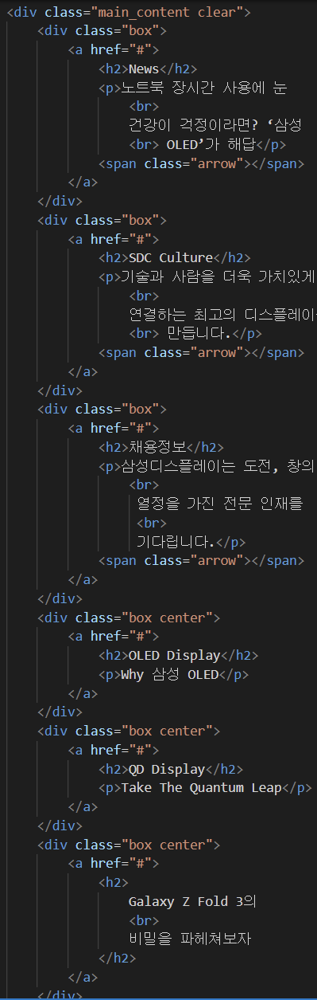 <div class="main_content clear">
<div class="box">
<a href="#">
<h2>News</h2>
<p>노트북 장시간 사용에 눈
<br>
건강이 걱정이라면? ‘삼성
<br> OLED’가 해답</p>
<span class="arrow"></span>
</a>
</div>
<div class="box">
<a href="#">
<h2>SDC Culture</h2>
<p>기술과 사람을 더욱 가치있게
<br>
연결하는 최고의 디스플레이
<br> 만듭니다.</p>
<span class="arrow"></span>
</a>
</div>
<div class="box">
<a href="#">
<h2>채용정보</h2>
<p>삼성디스플레이는 도전, 창의
<br>
열정을 가진 전문 인재를
<br>
기다립니다.</p>
<span class="arrow"></span>
</a>
</div>
<div class="box center">
<a href="#">
<h2>OLED Display</h2>
<p>Why 삼성 OLED</p>
</a>
</div>
<div class="box center">
<a href="#">
<h2>QD Display</h2>
<p>Take The Quantum Leap</p>
</a>
</div>
<div class="box center">
<a href="#">
<h2>
Galaxy Z Fold 3의
<br>
비밀을 파헤쳐보자
</h2>
</a>
</div>